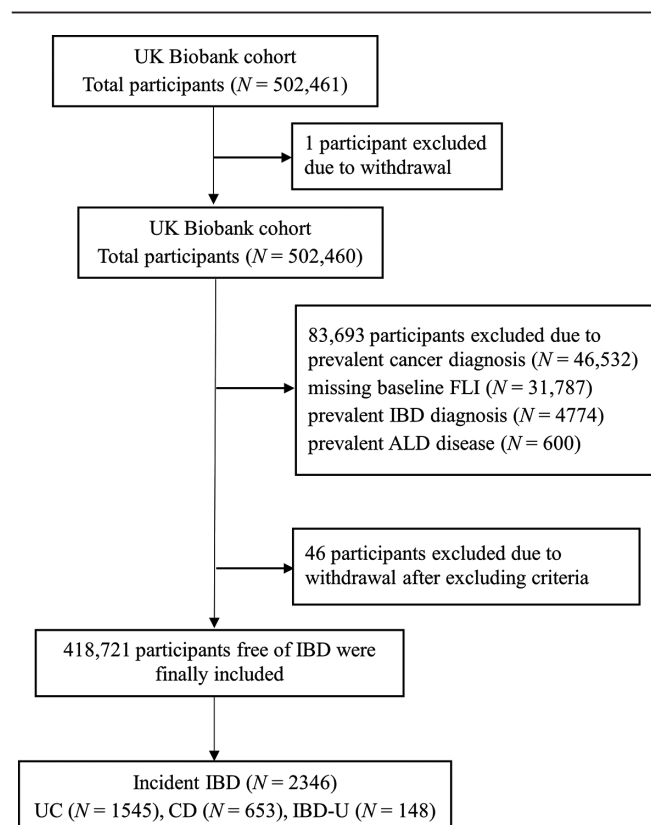 UK Biobank cohort
Total participants (N = 502,461)
1 participant excluded
due to withdrawal
UK Biobank cohort
Total participants (N = 502,460)
83,693 participants excluded due to
prevalent cancer diagnosis (N = 46,532)
missing baseline FLI (N = 31,787)
prevalent IBD diagnosis (N = 4774)
prevalent ALD disease (N = 600)
46 participants excluded due to
withdrawal after excluding criteria
418,721 participants free of IBD were
finally included
Incident IBD (N = 2346)
UC (N = 1545), CD (N = 653), IBD-U (N = 148)